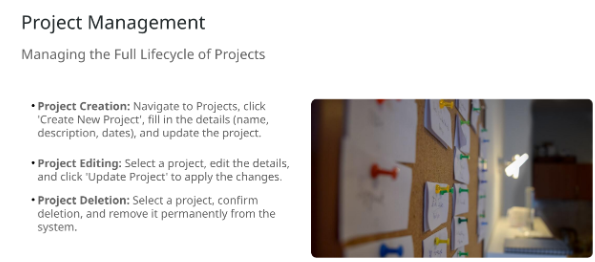 Project Management
Managing the Full Lifecycle of Projects
• Project Creation: Navigate to Projects, click
'Create New Project', fill in the details (name,
description, dates), and update the project.
• Project Editing: Select a project, edit the details,
and click 'Update Project' to apply the changes.
• Project Deletion: Select a project, confirm
deletion, and remove it permanently from the
system.